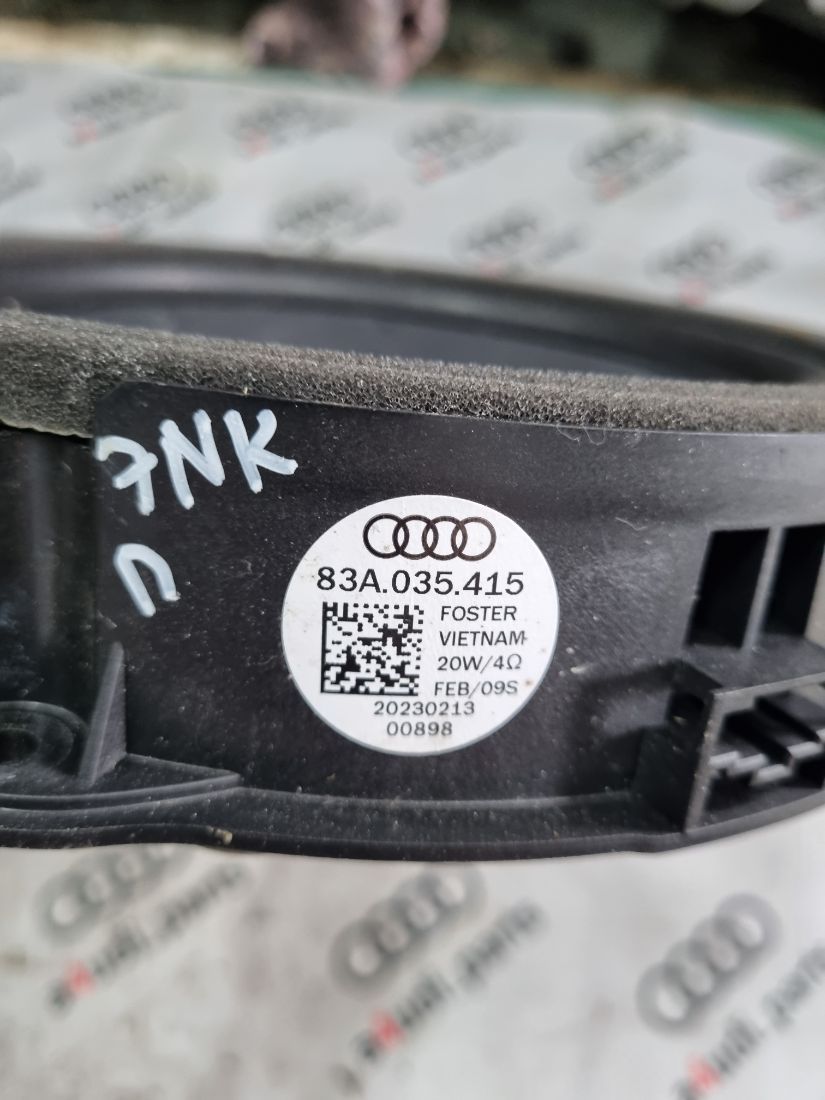 7NK
П
83A.035.415
FOSTER
VIETNAM
20W/4Ω
FEB/09S
20230213
00898